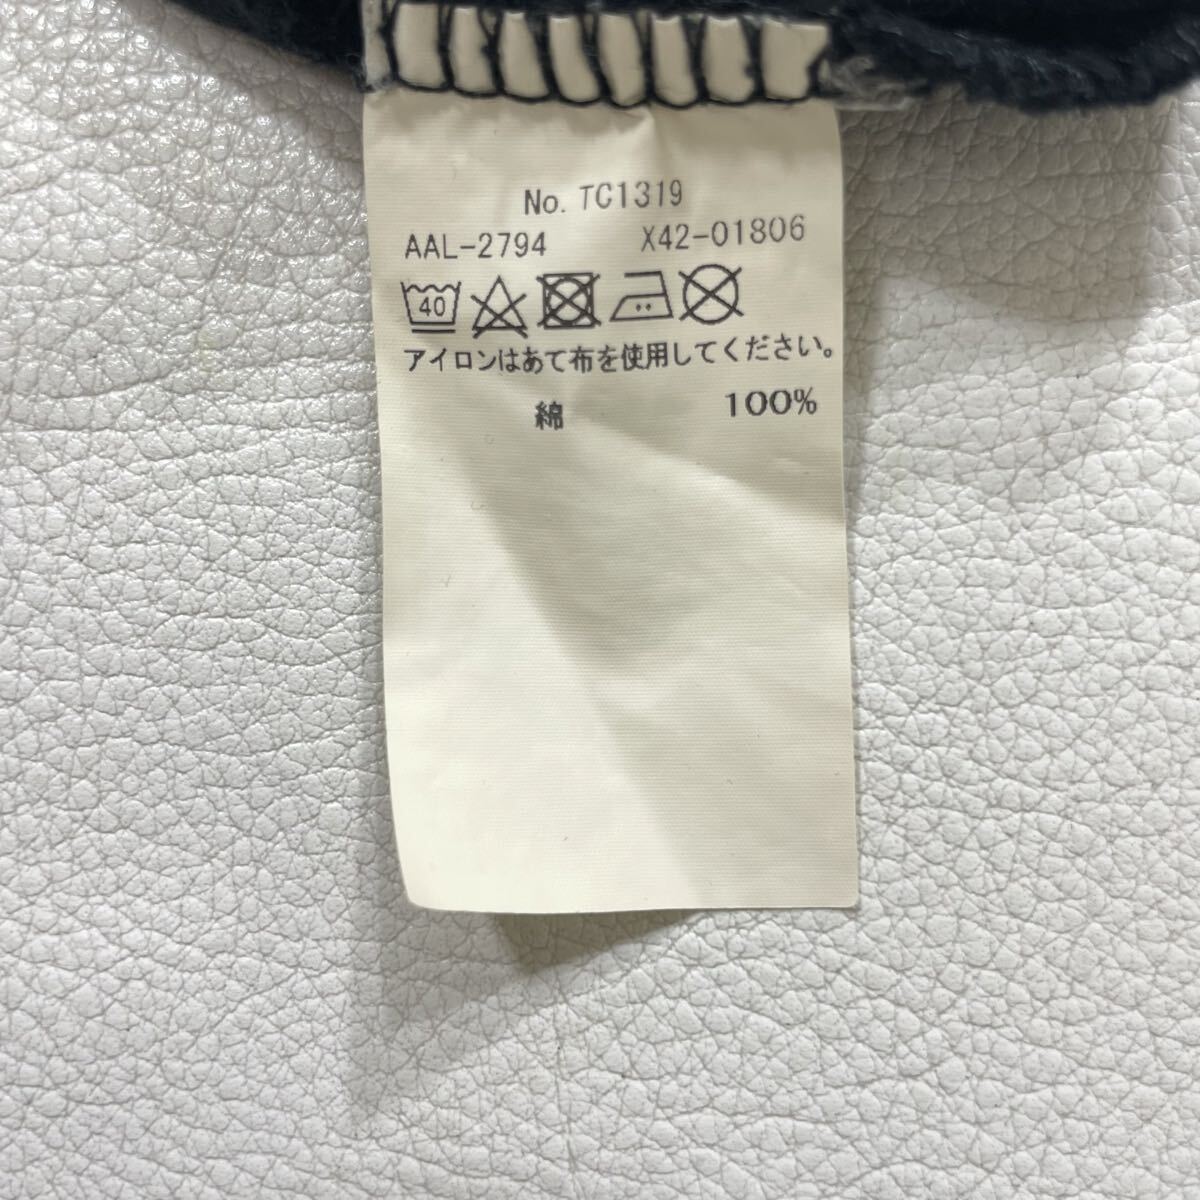 No. TC1319
AAL-2794 X42-01806
40
アイロンはあて布を使用してください。
綿 100%